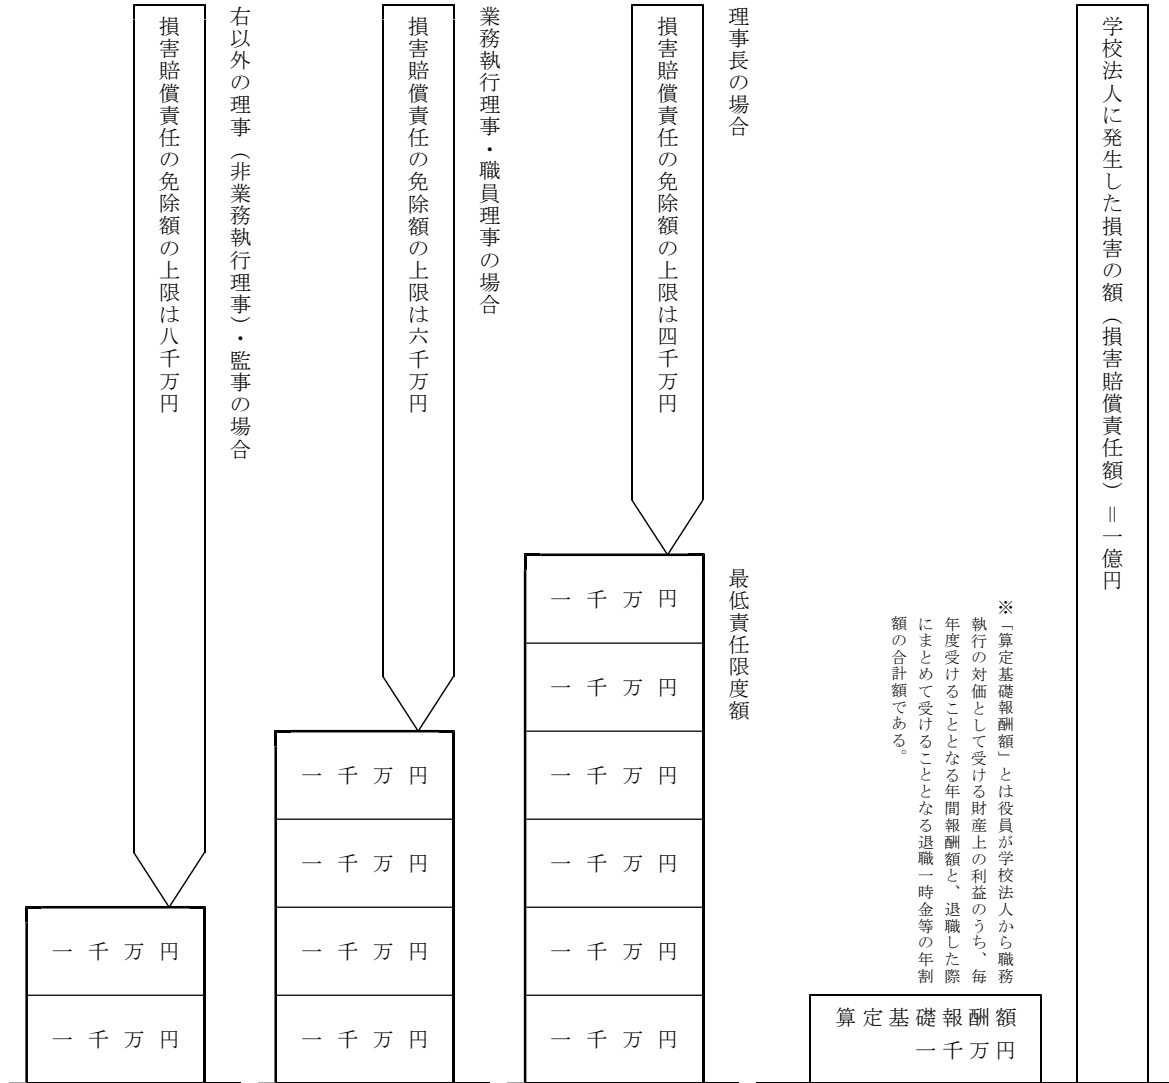 学校法人に発生した損害の額（損害賠償責任額）＝一億円
※「算定基礎報酬額」とは役員が学校法人から職務
執行の対価として受ける財産上の利益のうち、毎
年度受けることとなる年間報酬額と、退職した際
にまとめて受けることとなる退職一時金等の年割
額の合計額である。
算定基礎報酬額
一千万円
理事長の場合
最低責任限度額
損害賠償責任の免除額の上限は四千万円
一千万円
一千万円
一千万円
一千万円
一千万円
一千万円
業務執行理事・職員理事の場合
損害賠償責任の免除額の上限は六千万円
一千万円
一千万円
一千万円
一千万円
右以外の理事（非業務執行理事）・監事の場合
損害賠償責任の免除額の上限は八千万円
一千万円
一千万円